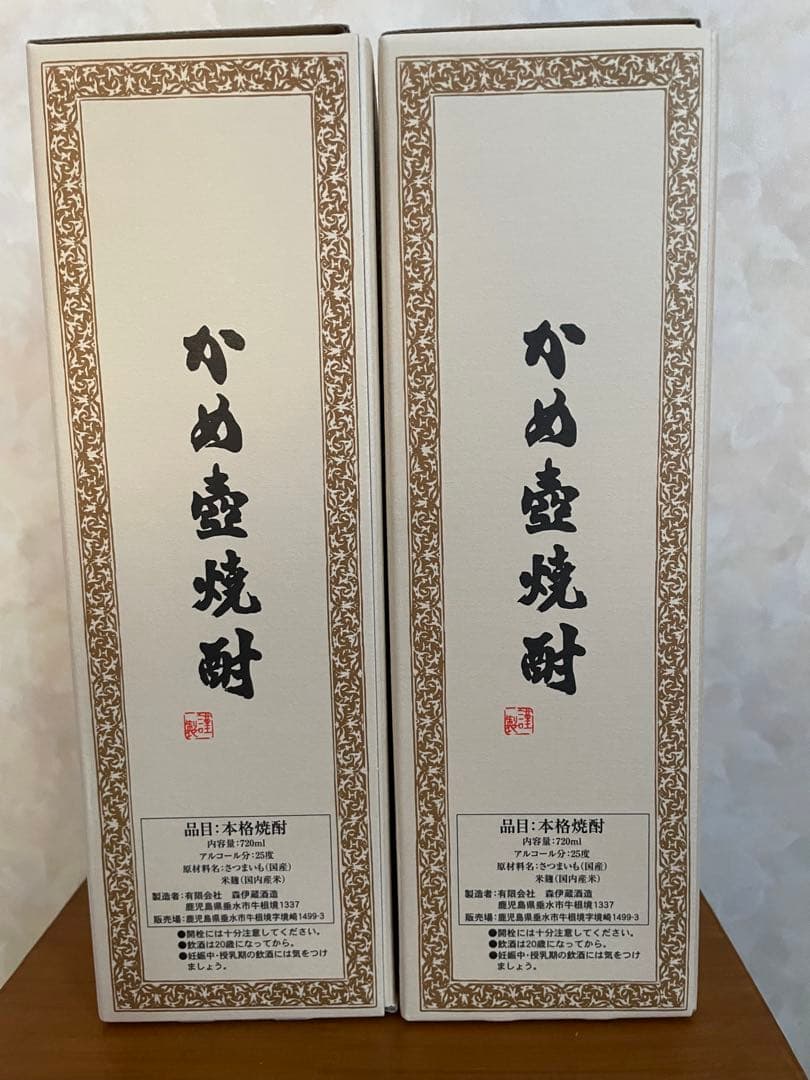 かめ壺焼酎
謹製
品目：本格焼酎
内容量：720ml
アルコール分：25度
原材料名：さつまいも（国産）
米麹（国内産米）
製造者：有限会社　森伊蔵酒造
鹿児島県垂水市牛根境1337
販売場：鹿児島県垂水市牛根境字境崎1499-3
●開栓には十分注意してください。
●飲酒は20歳になってから。
●妊娠中・授乳期の飲酒には気をつけ
ましょう。
かめ壺焼酎
謹製
品目：本格焼酎
内容量：720ml
アルコール分：25度
原材料名：さつまいも（国産）
米麹（国内産米）
製造者：有限会社　森伊蔵酒造
鹿児島県垂水市牛根境1337
販売場：鹿児島県垂水市牛根境字境崎1499-3
●開栓には十分注意してください。
●飲酒は20歳になってから。
●妊娠中・授乳期の飲酒には気をつけ
ましょう。